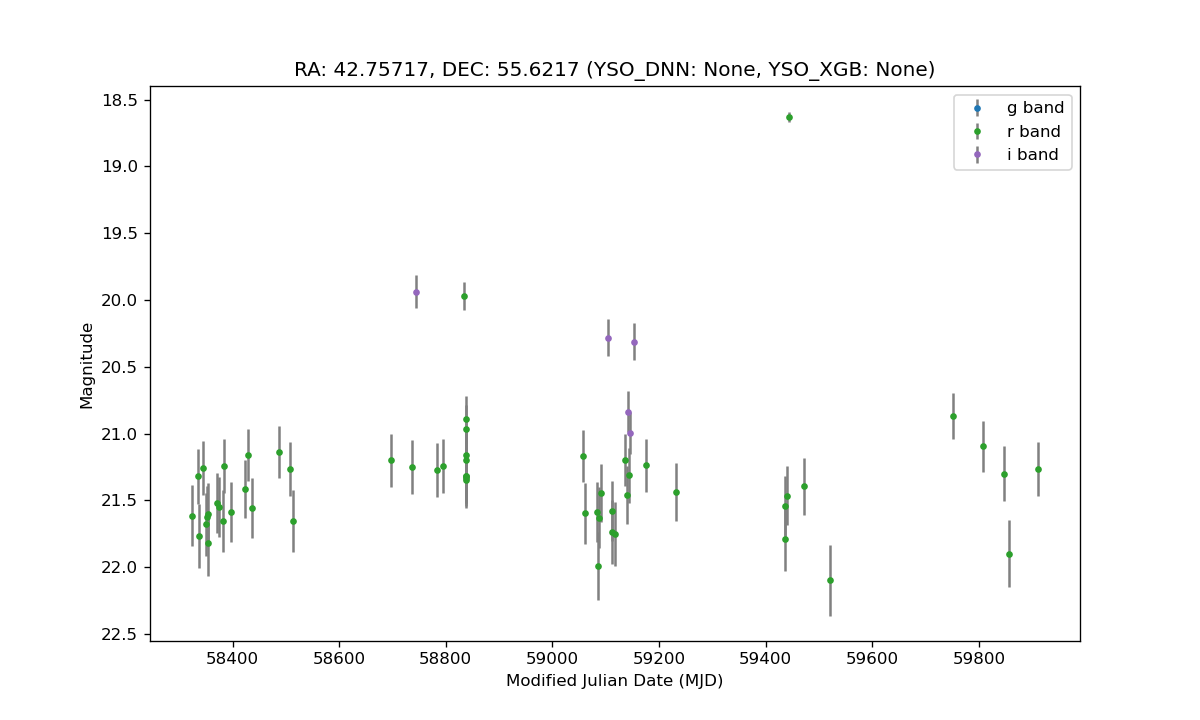 RA: 42.75717, DEC: 55.6217 (YSO_DNN: None, YSO_XGB: None)
g band
r band
i band
18.5
19.0
19.5
20.0
20.5
21.0
21.5
22.0
22.5
Magnitude
58400 58600 58800 59000 59200 59400 59600 59800
Modified Julian Date (MJD)